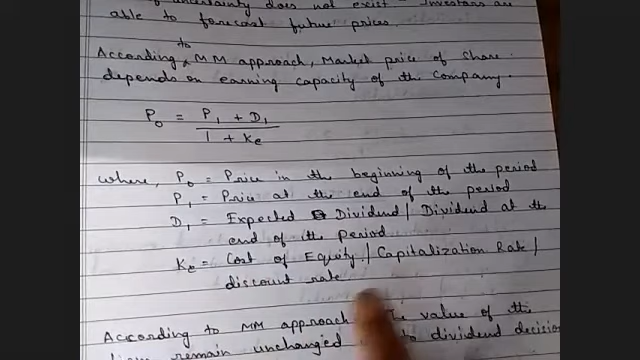 of uncertainty does not exist - Investors are
able to forecast future prices.
According to MM approach, Market price of share
depends on earning capacity of the company.
P₀ = P₁ + D₁
1 + Ke
where, P₀ = Price in the beginning of the period
P₁ = Price at the end of the period
D₁ = Expected Dividend / Dividend at the
end of the period
Ke = Cost of Equity / Capitalization Rate /
discount rate
According to MM approach The value of the
remain unchanged to dividend decision